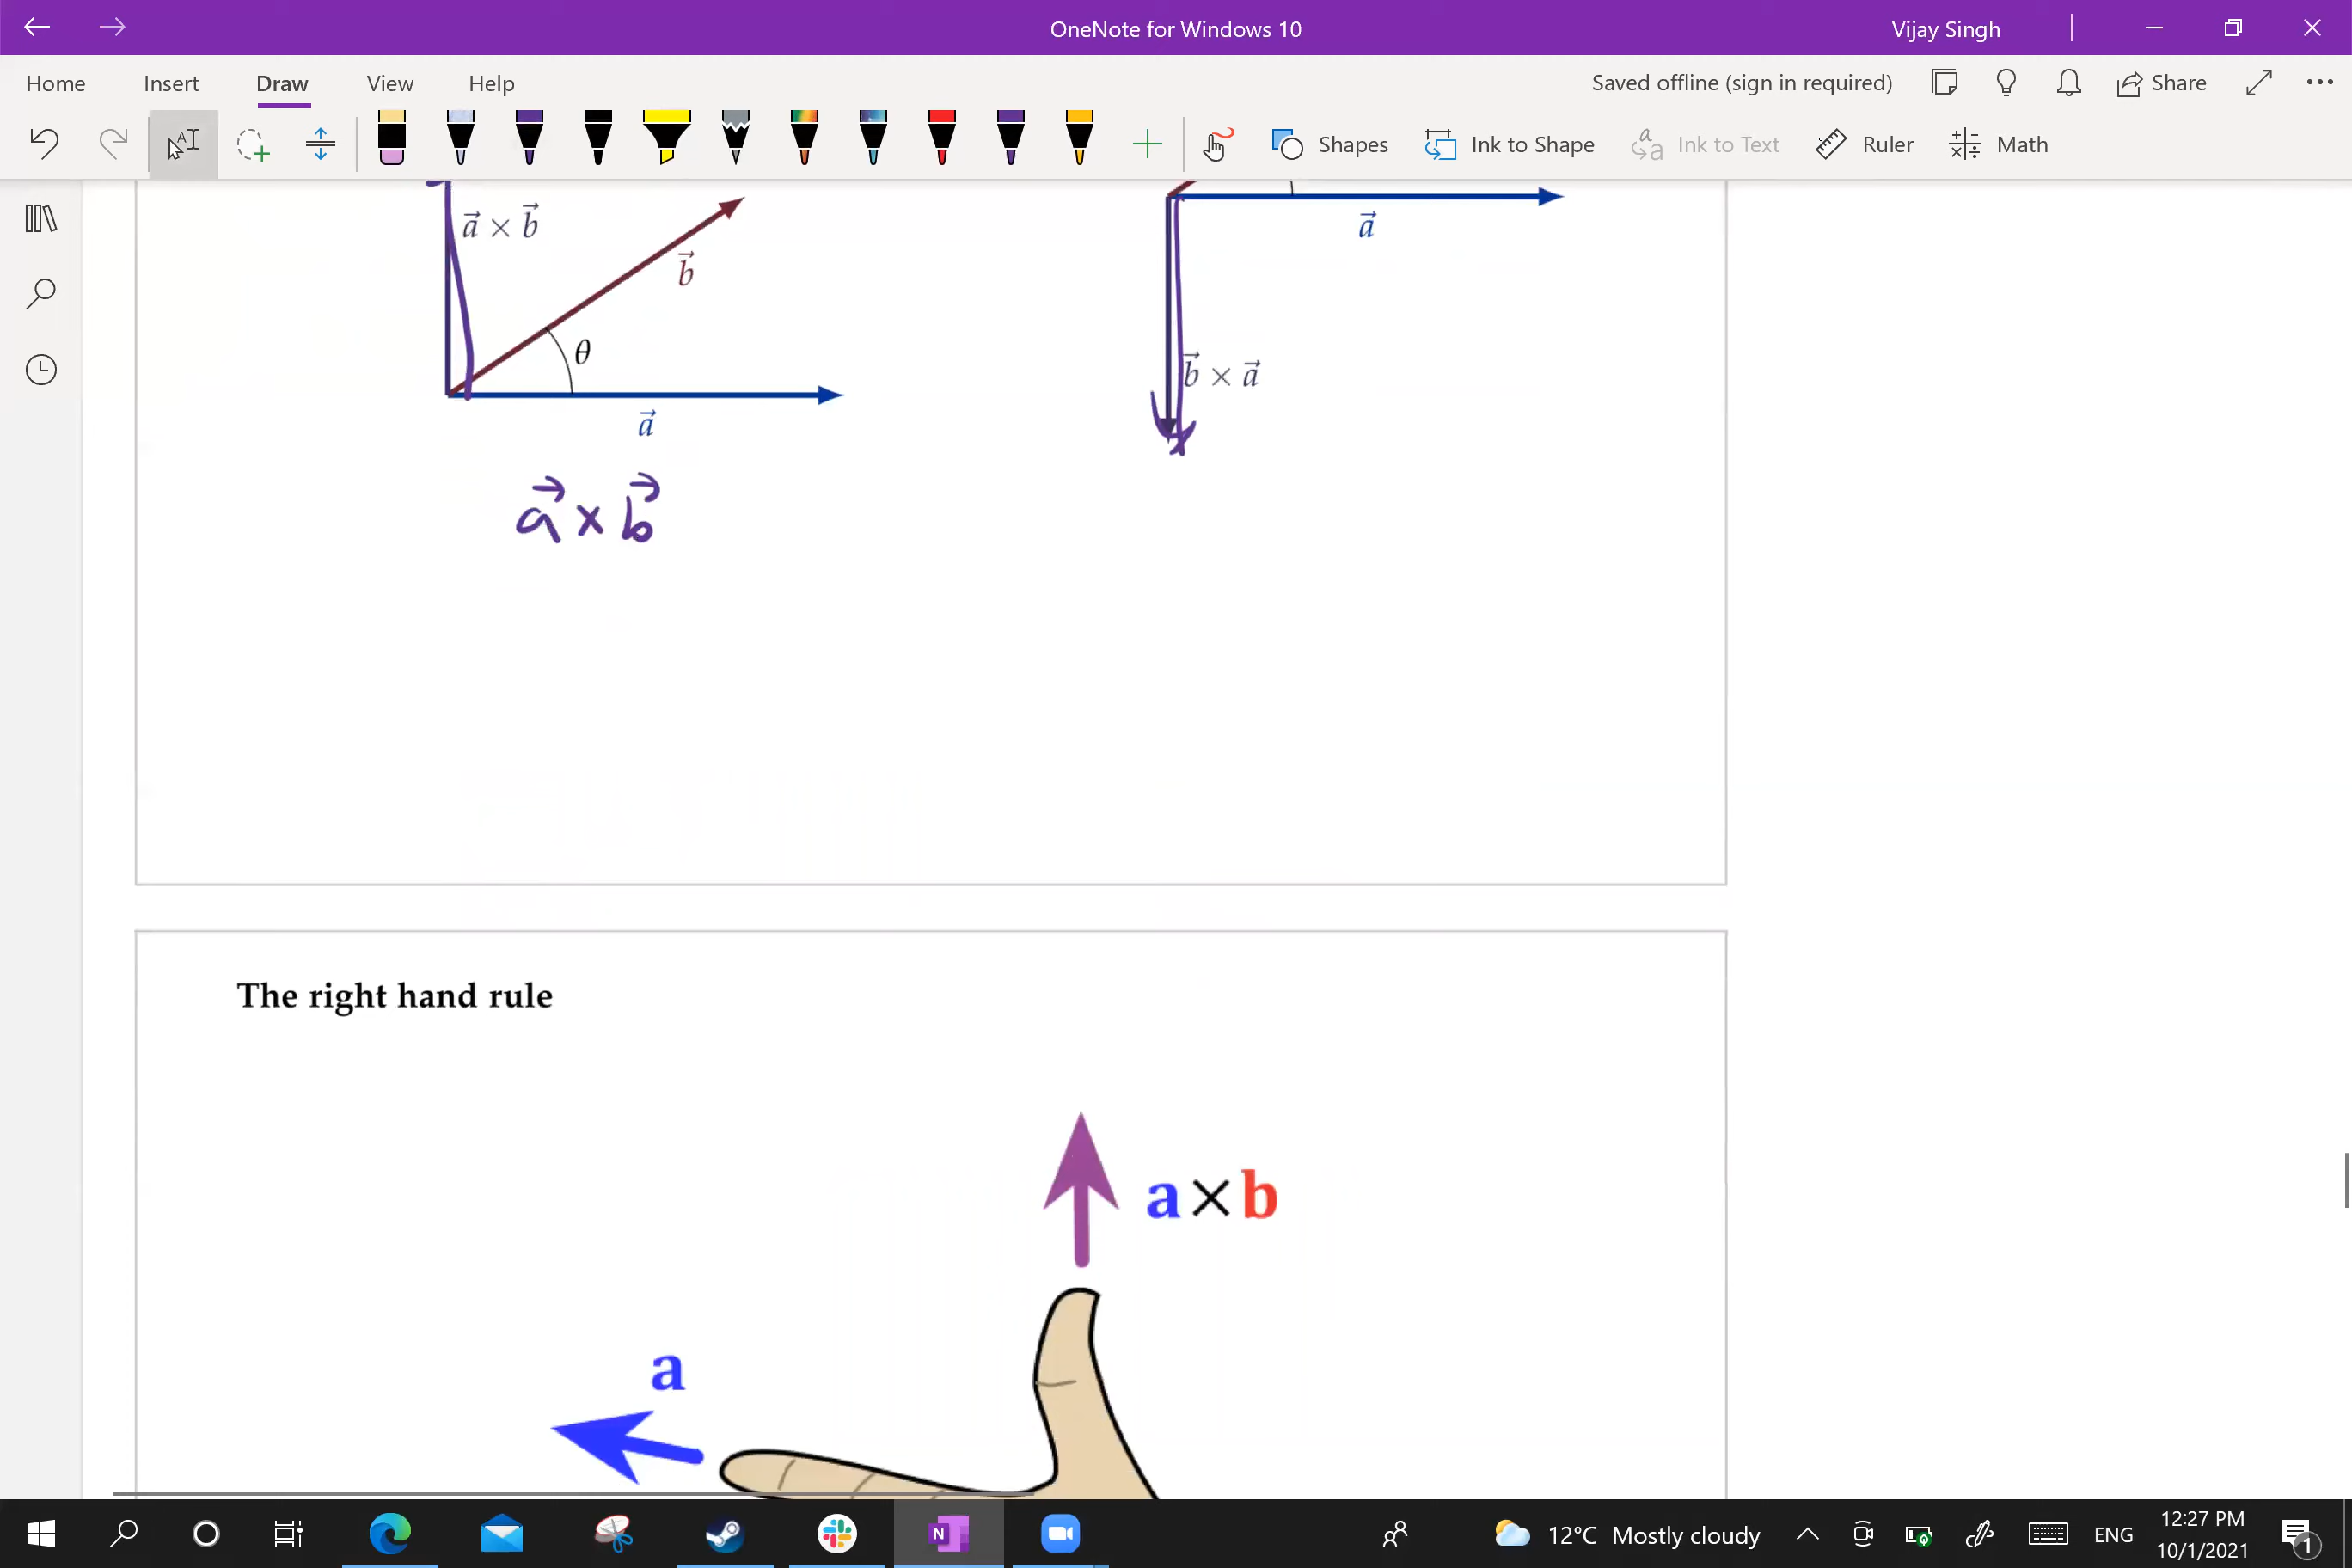 OneNote for Windows 10
Vijay Singh
Home Insert Draw View Help
Saved offline (sign in required)
Share
Shapes Ink to Shape Ink to Text Ruler Math
a⃗ × b⃗
b⃗
θ
a⃗
a⃗ × b⃗
a⃗
b⃗ × a⃗
The right hand rule
a×b
a
12°C Mostly cloudy
ENG
12:27 PM
10/1/2021
1